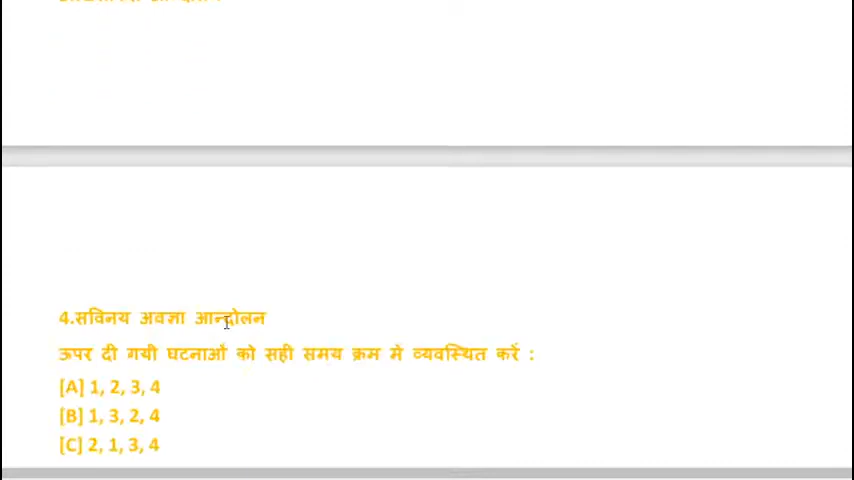 4.सविनय अवज्ञा आन्दोलन
ऊपर दी गयी घटनाओं को सही समय क्रम में व्यवस्थित करें :
[A] 1, 2, 3, 4
[B] 1, 3, 2, 4
[C] 2, 1, 3, 4